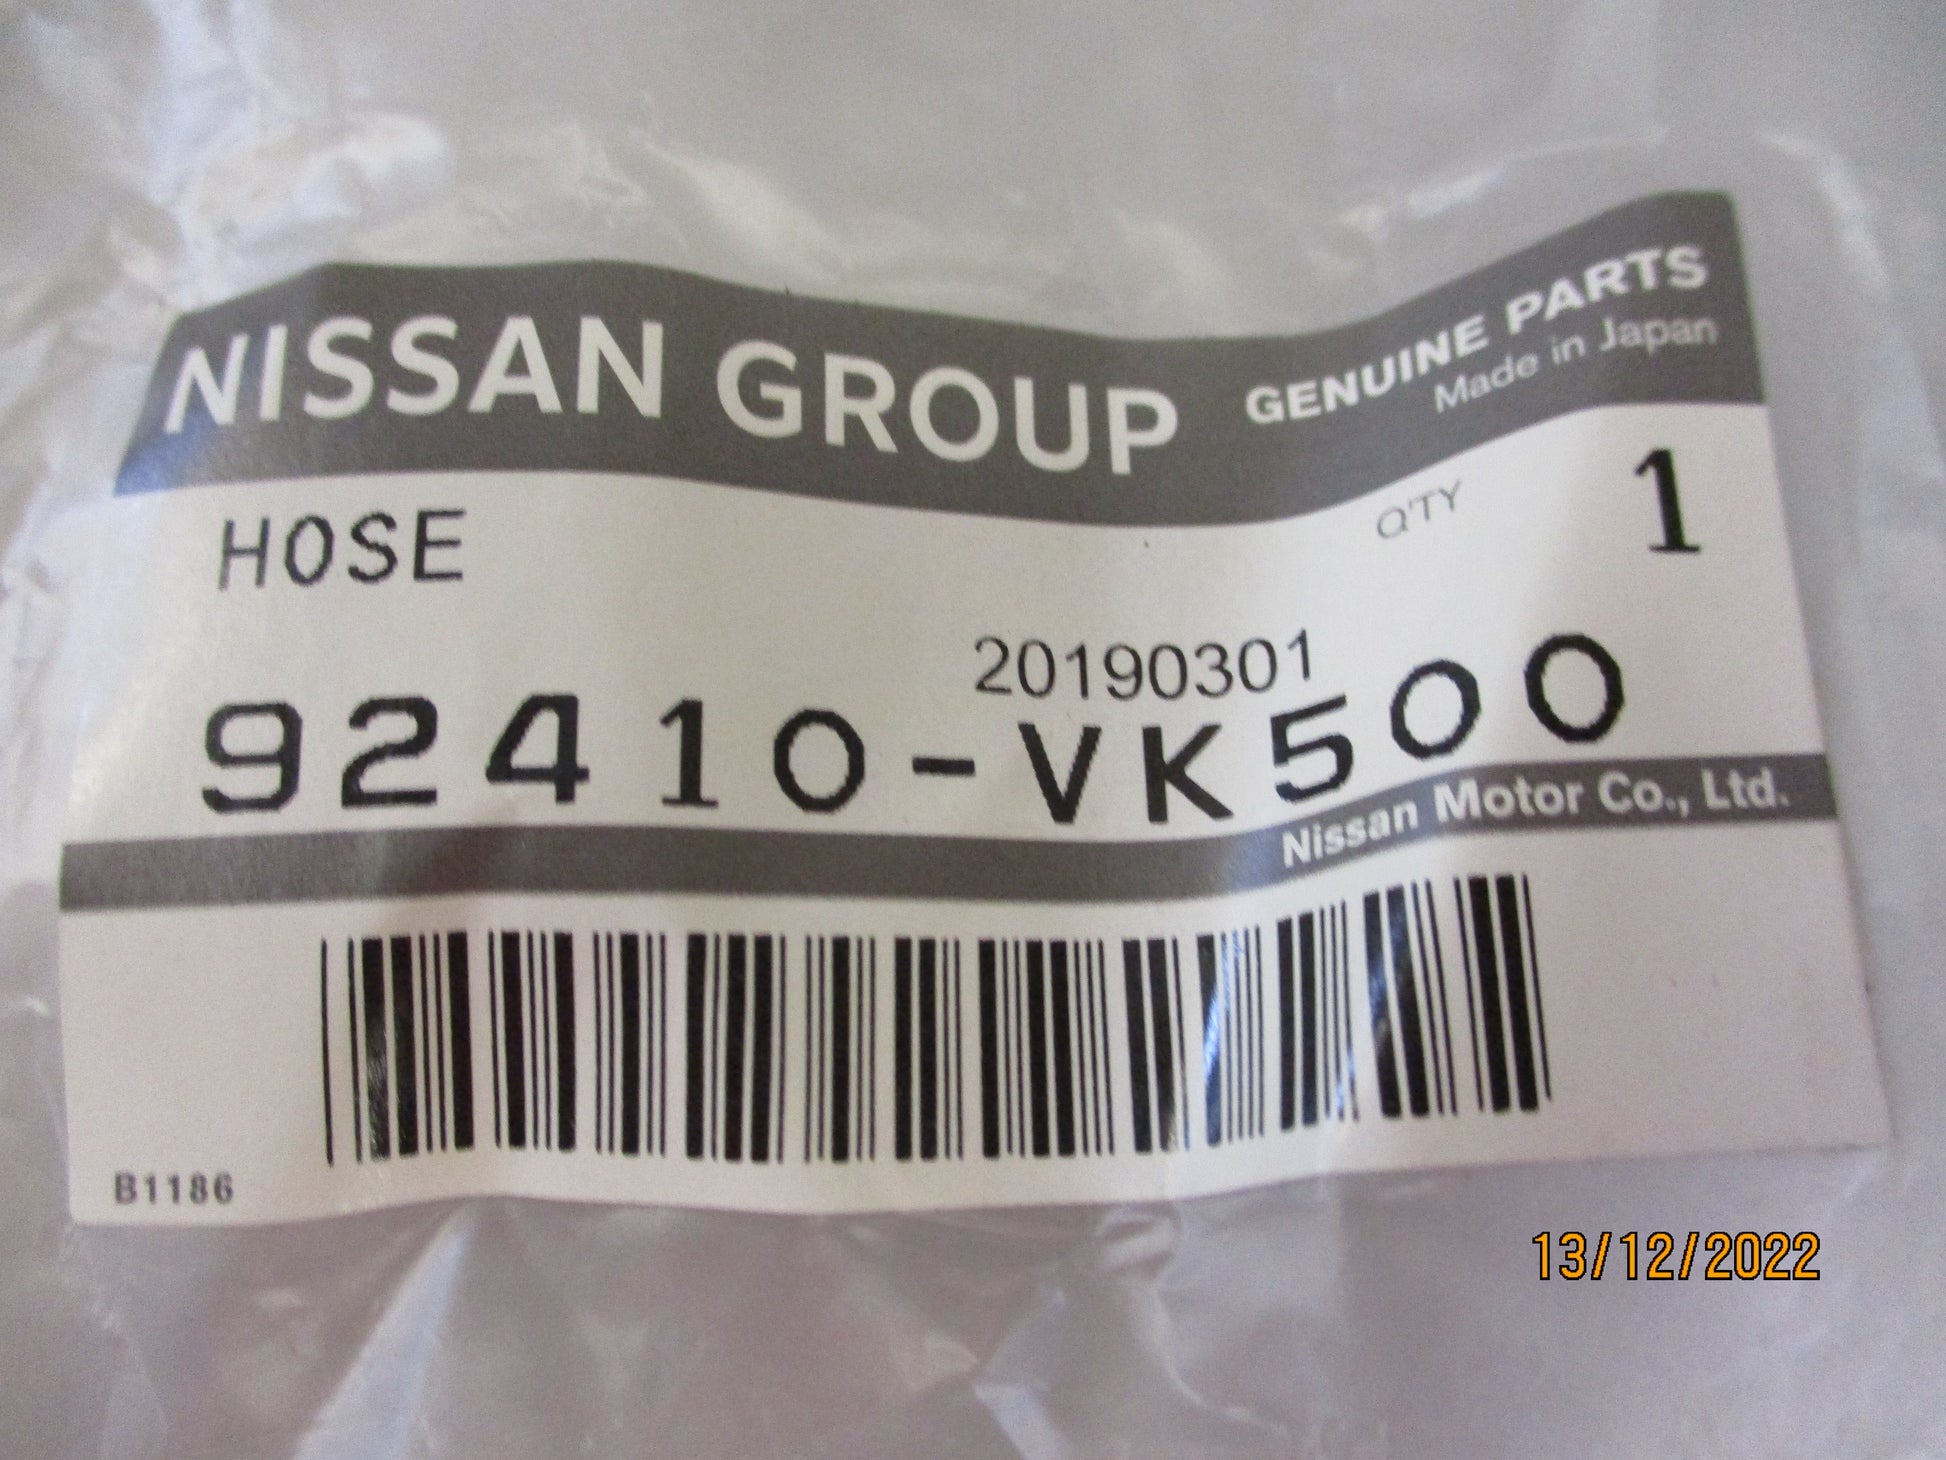 NISSAN GROUP
GENUINE PARTS
Made in Japan
HOSE
Q'TY 1
20190301
92410-VK500
Nissan Motor Co., Ltd.
B1186
13/12/2022